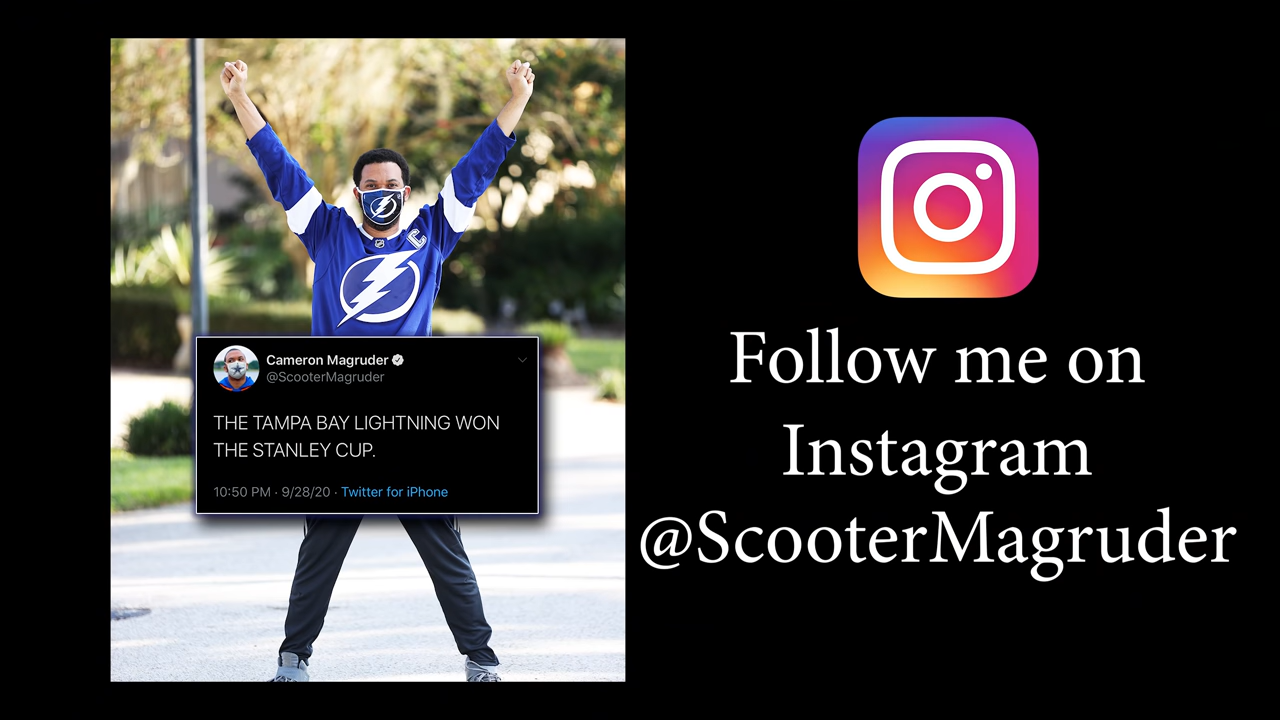 C
Cameron Magruder
@ScooterMagruder
THE TAMPA BAY LIGHTNING WON
THE STANLEY CUP.
10:50 PM · 9/28/20 · Twitter for iPhone
Follow me on
Instagram
@ScooterMagruder